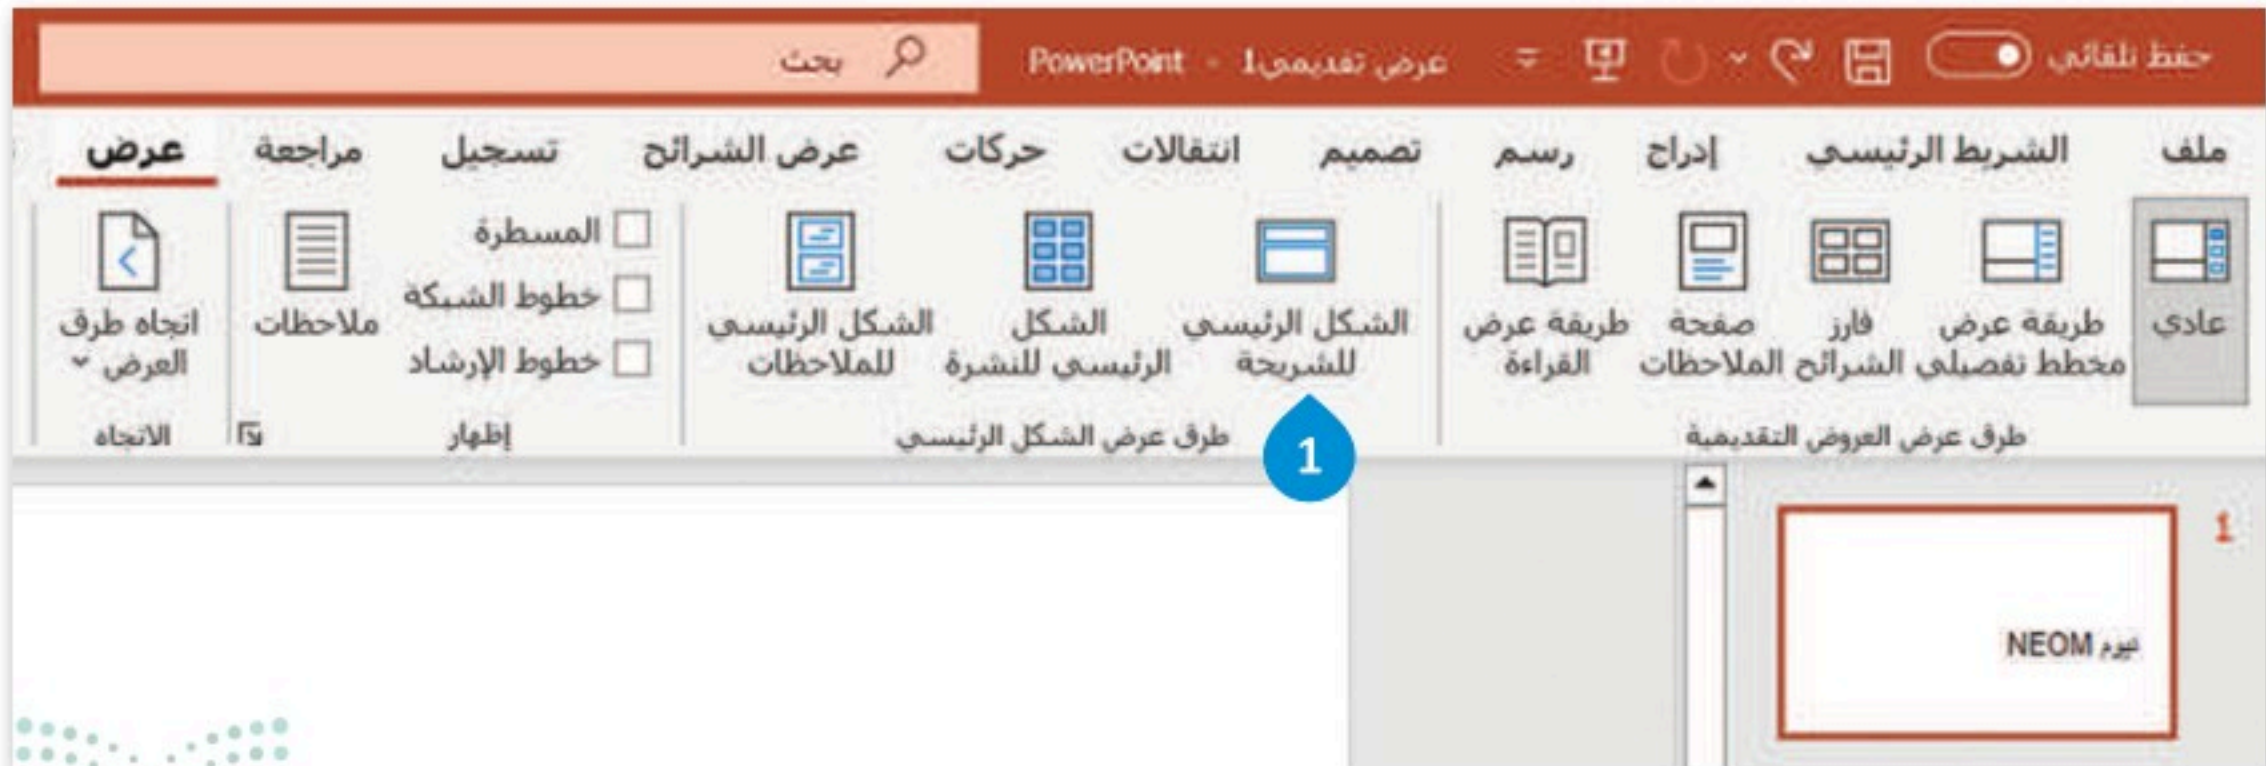 حفظ تلقائي
عرض تقديمي1 - PowerPoint
بحث
ملف الشريط الرئيسي إدراج رسم تصميم انتقالات حركات عرض الشرائح تسجيل مراجعة عرض
عادي
طريقة عرض
مخطط تفصيلي
فارز
الشرائح
صفحة
الملاحظات
طريقة عرض
القراءة
طرق عرض العروض التقديمية
الشكل الرئيسي
للشريحة
الشكل
الرئيسي للنشرة
الشكل الرئيسي
للملاحظات
طرق عرض الشكل الرئيسي
1
المسطرة
خطوط الشبكة
خطوط الإرشاد
ملاحظات
إظهار
اتجاه طرق
العرض
الاتجاه
1
نيوم NEOM